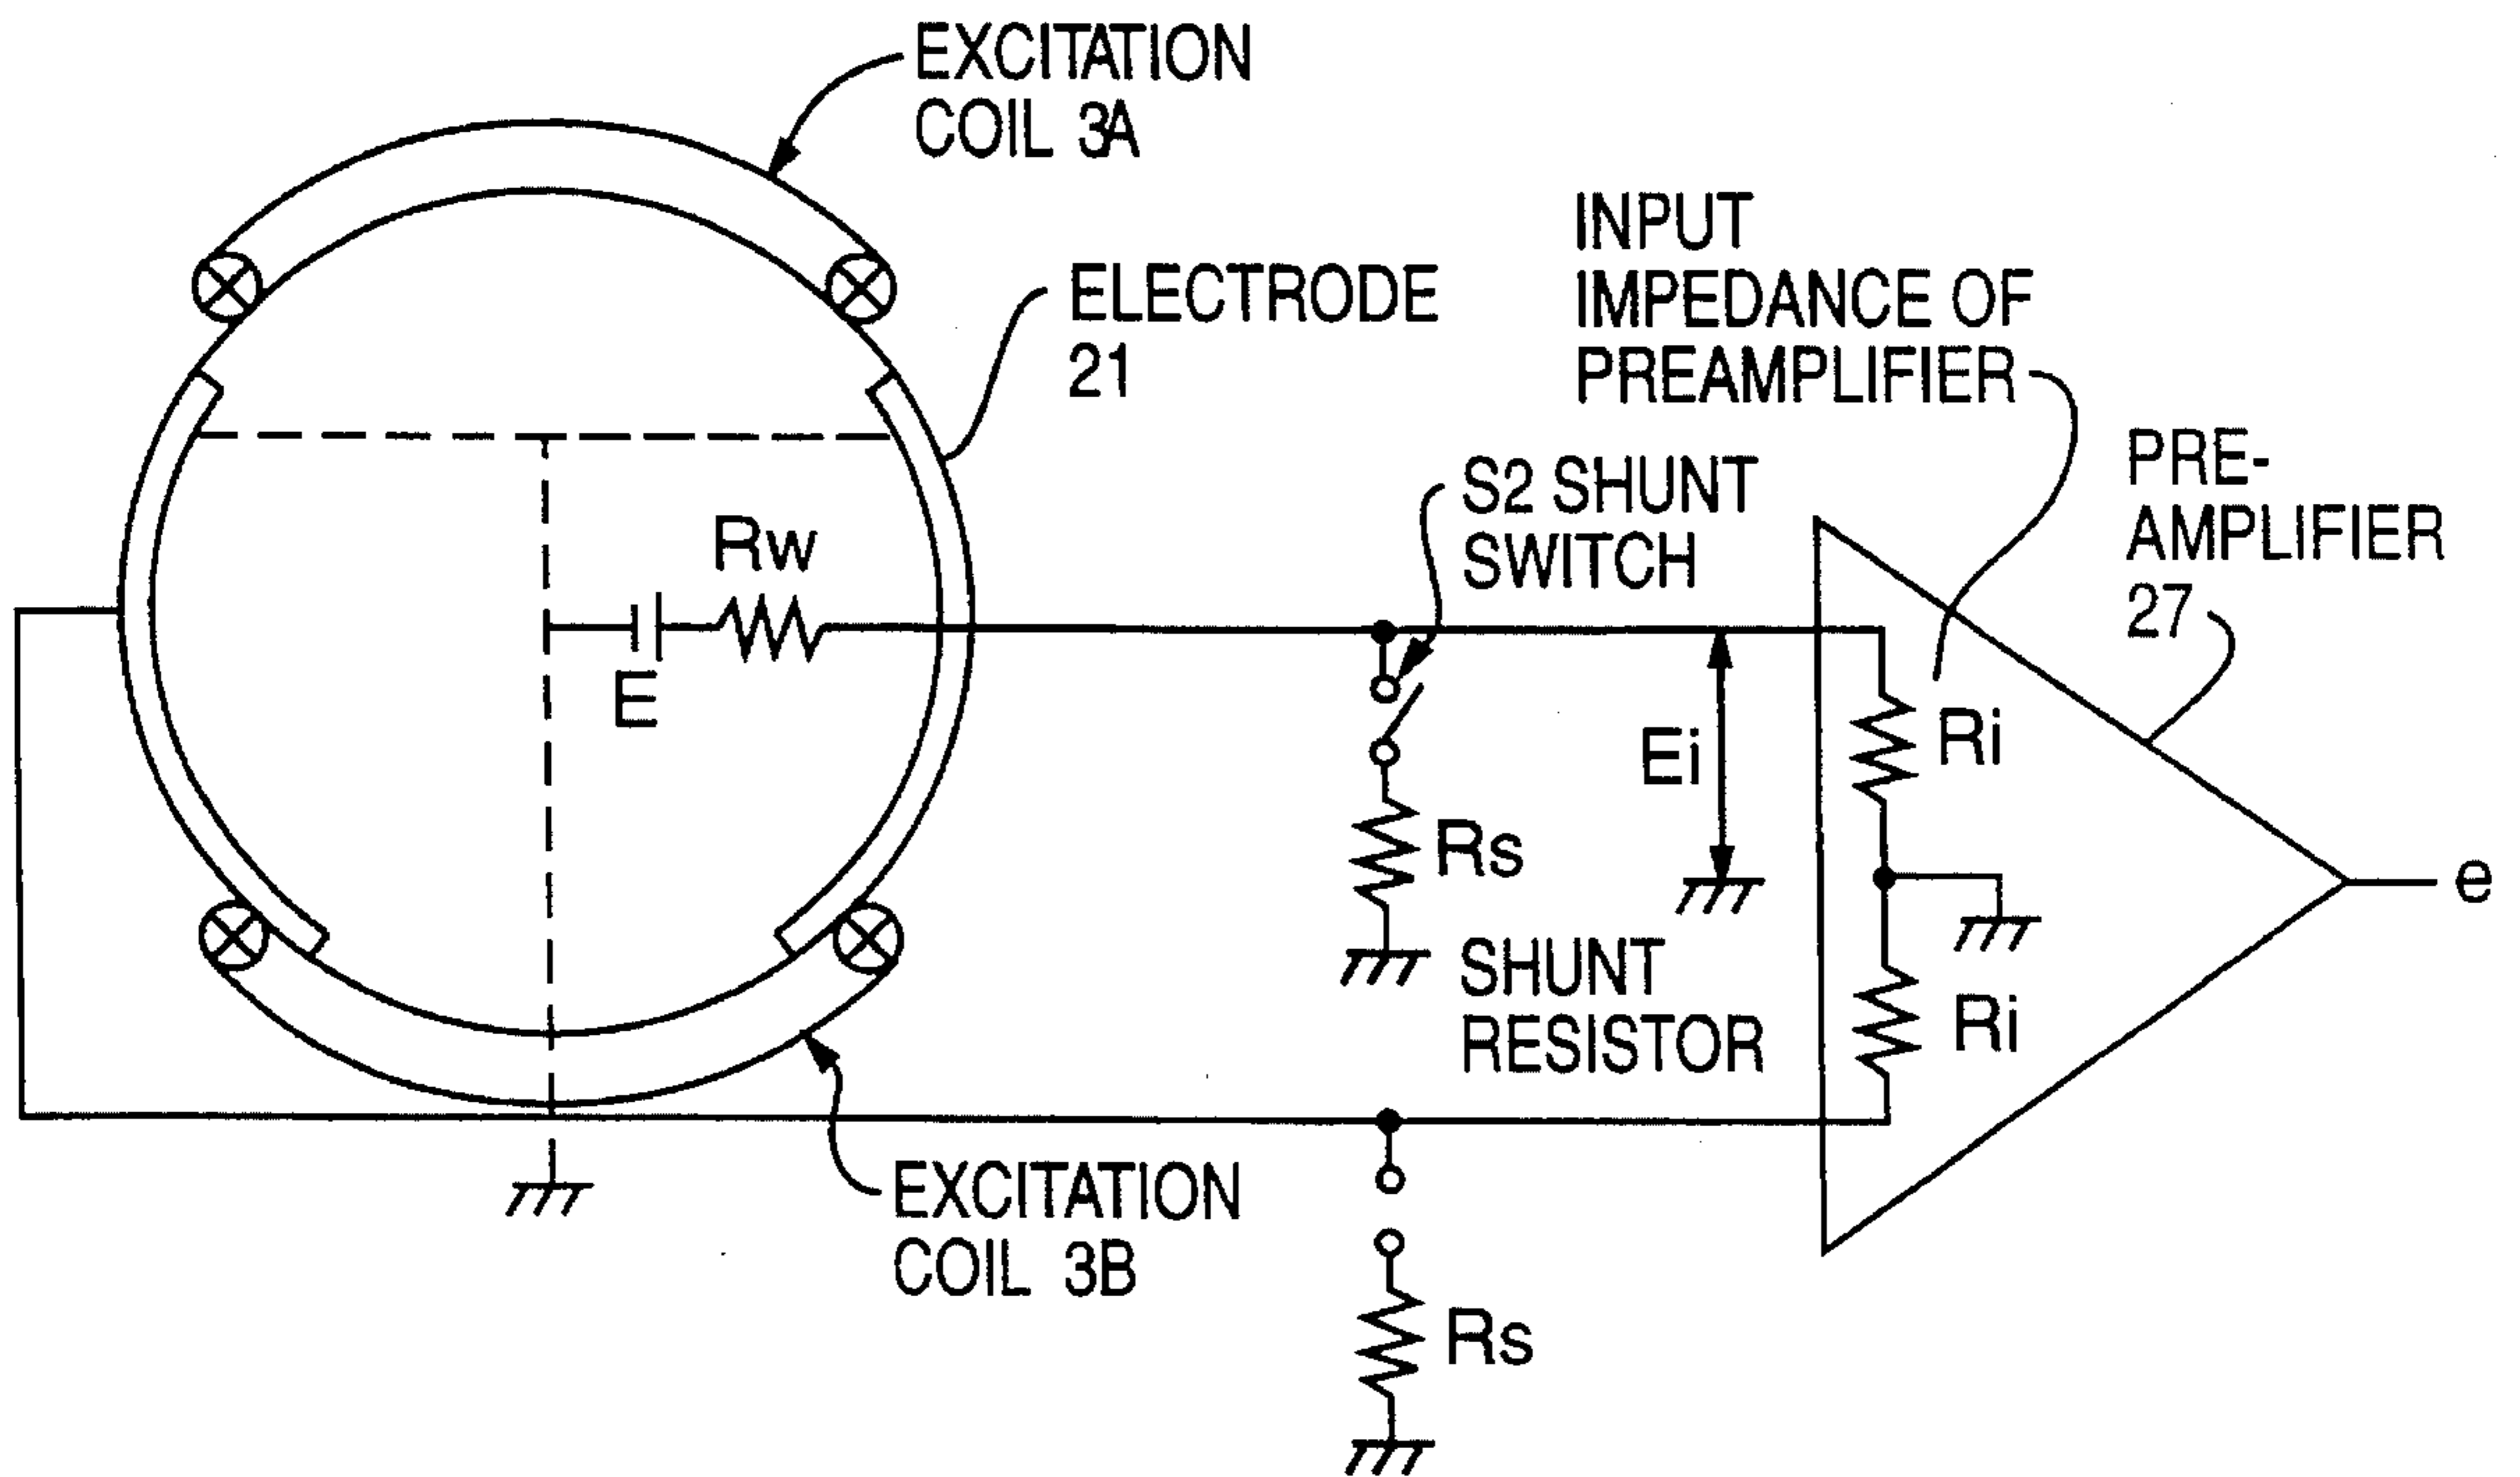 EXCITATION
COIL 3A
ELECTRODE
21
INPUT
IMPEDANCE OF
PREAMPLIFIER
S2 SHUNT
SWITCH
PRE-
AMPLIFIER
27
Rw
E
Ei
Ri
Rs
e
SHUNT
RESISTOR
Ri
EXCITATION
COIL 3B
Rs